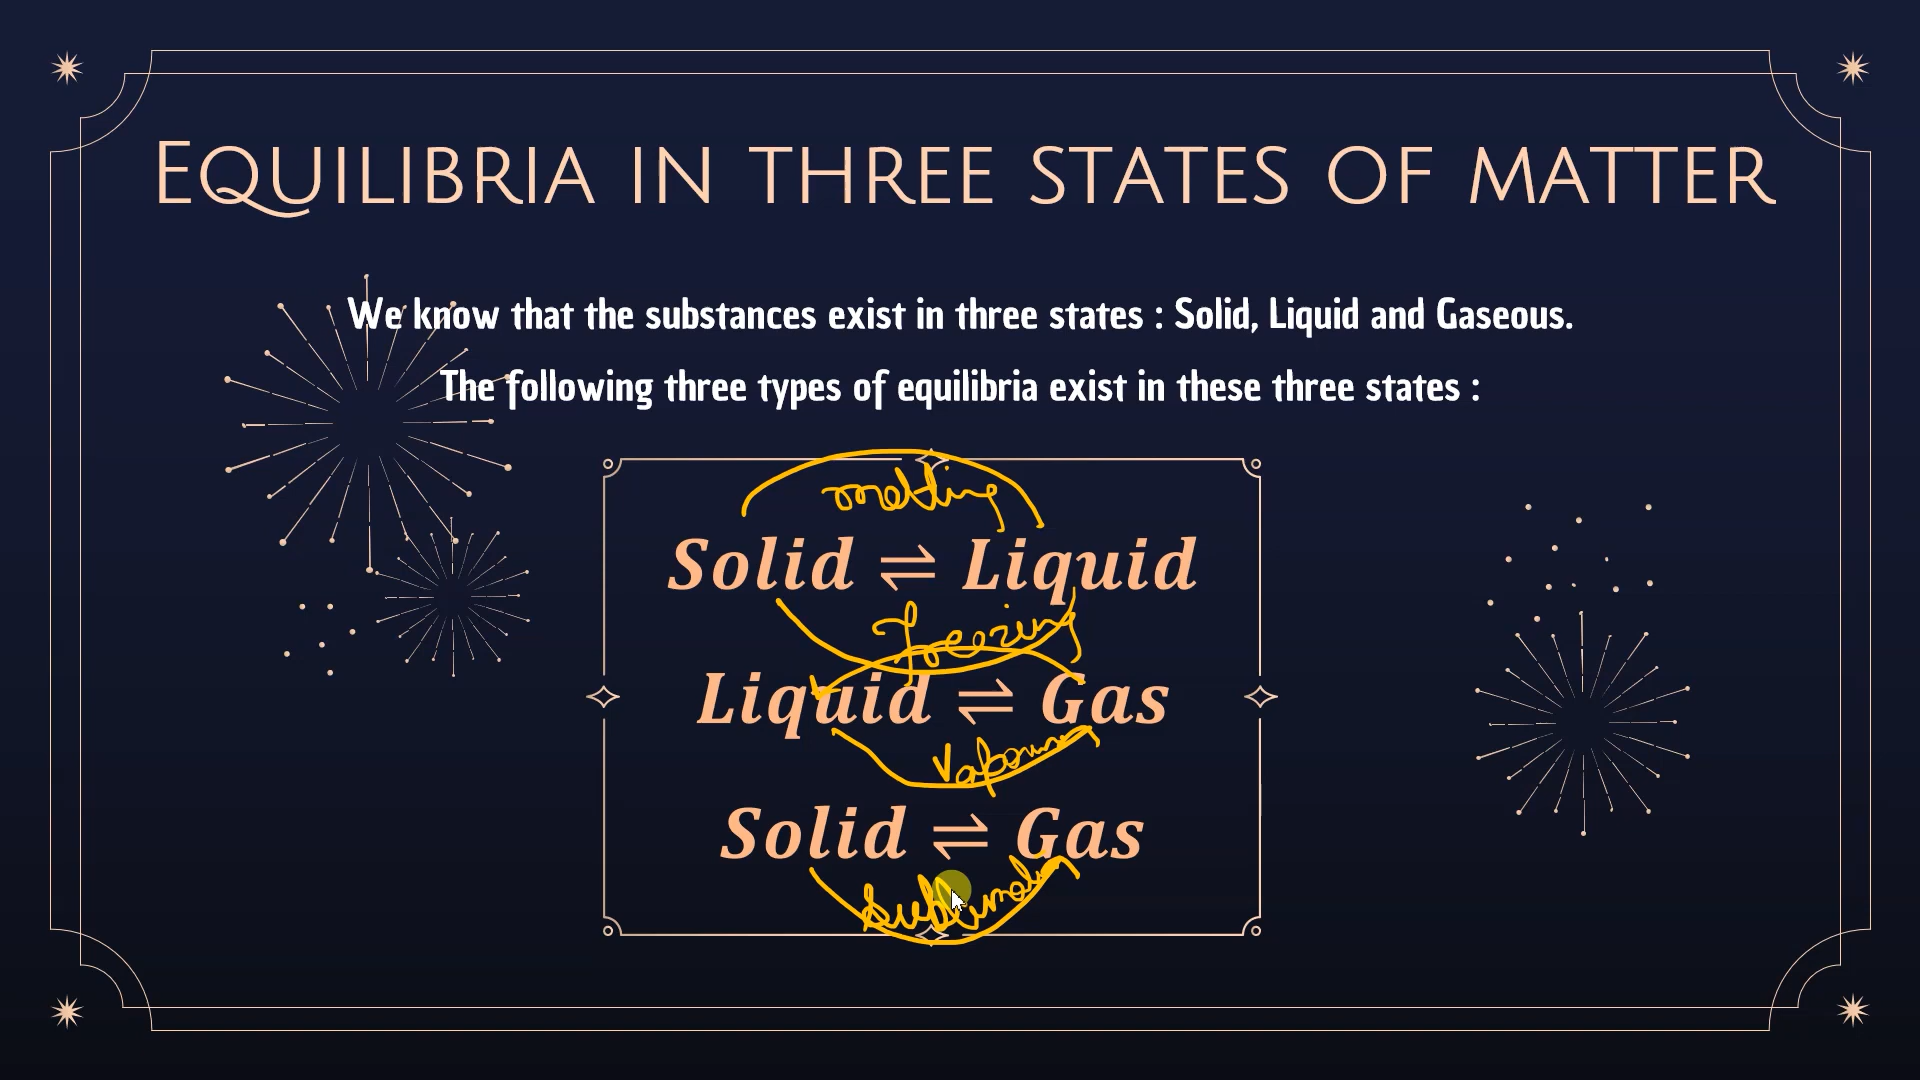 EQUILIBRIA IN THREE STATES OF MATTER
We know that the substances exist in three states : Solid, Liquid and Gaseous.
The following three types of equilibria exist in these three states :
melting
Solid ⇌ Liquid
Freezing
Liquid ⇌ Gas
Solid ⇌ Gas